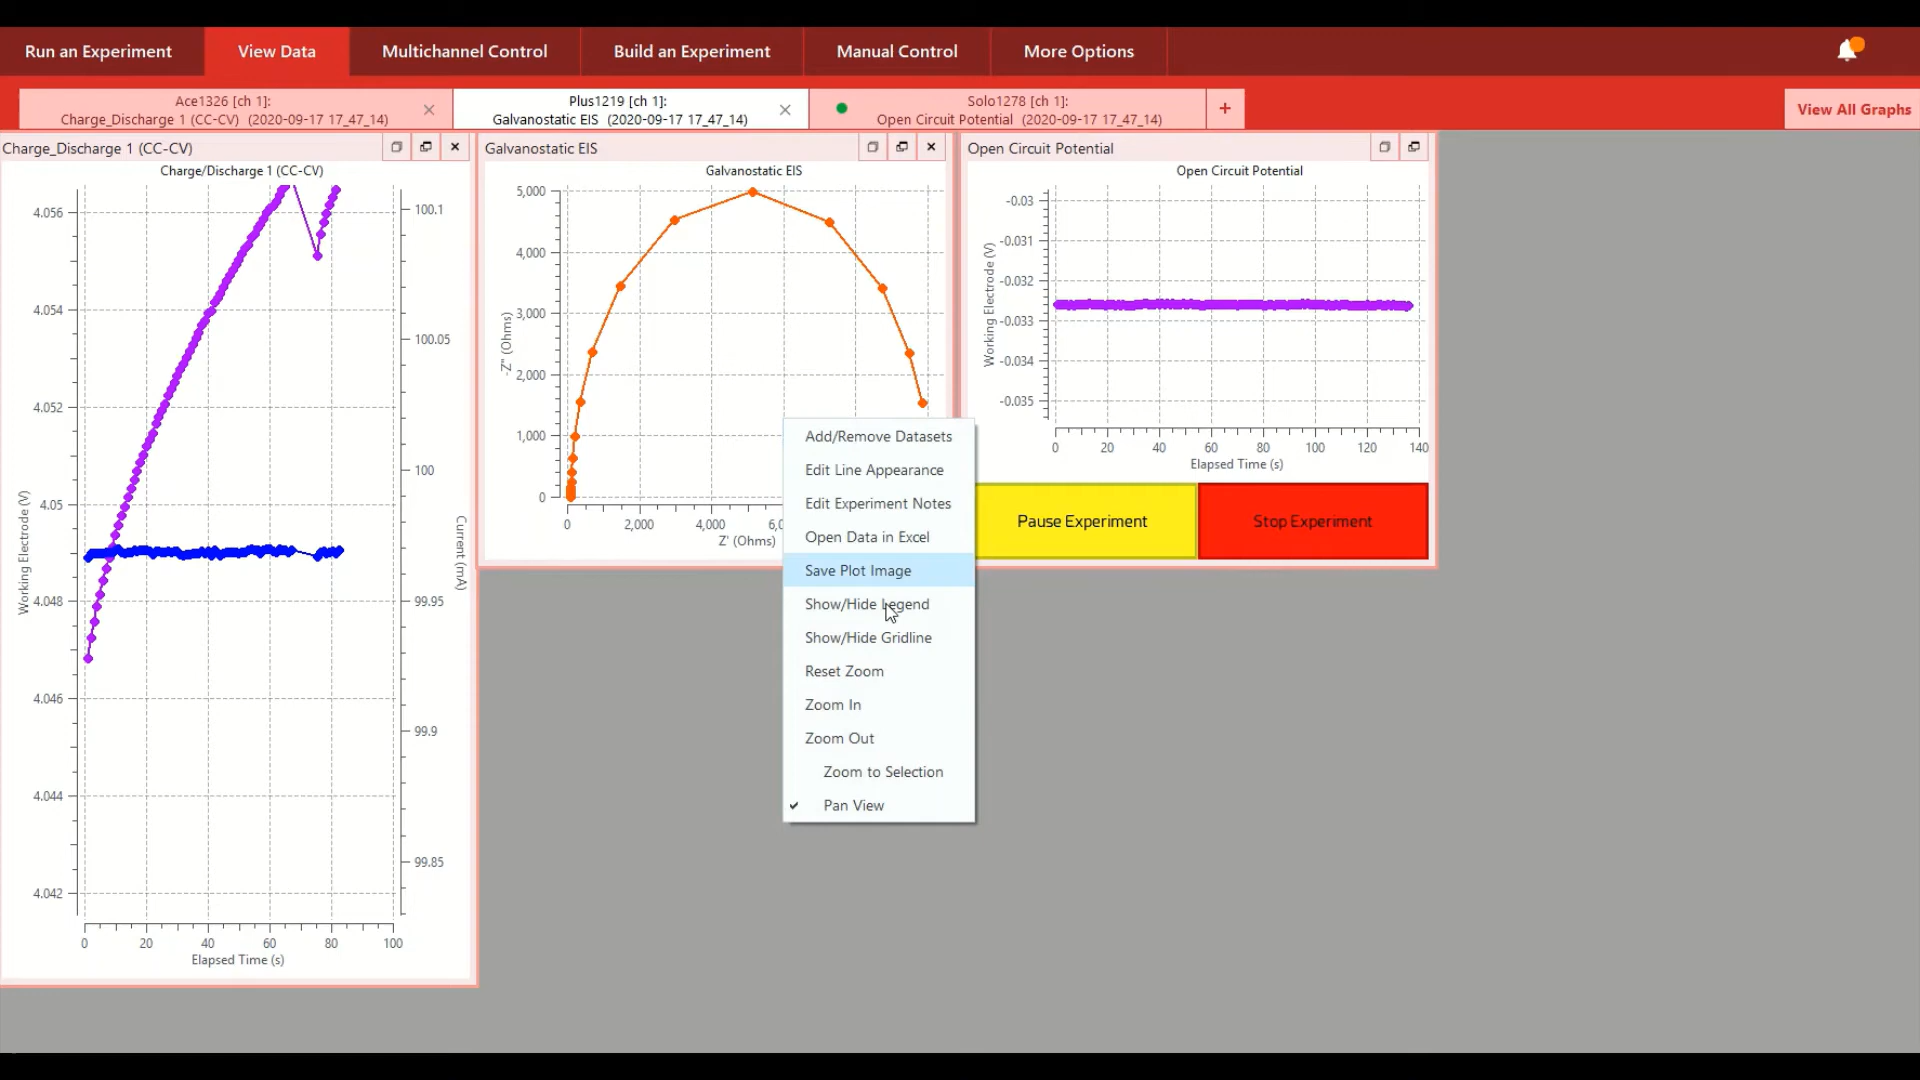 Run an Experiment
View Data
Multichannel Control
Build an Experiment
Manual Control
More Options
Ace1326 [ch 1]:
Charge_Discharge 1 (CC-CV) (2020-09-17 17_47_14)
Plus1219 [ch 1]:
Galvanostatic EIS (2020-09-17 17_47_14)
Solo1278 [ch 1]:
Open Circuit Potential (2020-09-17 17_47_14)
+
View All Graphs
Charge_Discharge 1 (CC-CV)
Charge/Discharge 1 (CC-CV)
4.056
4.054
4.052
4.05
4.048
4.046
4.044
4.042
Working Electrode (V)
100.1
100.05
100
99.95
99.9
99.85
Current (mA)
0 20 40 60 80 100
Elapsed Time (s)
Galvanostatic EIS
Galvanostatic EIS
5,000
4,000
3,000
2,000
1,000
0
-Z" (Ohms)
0 2,000 4,000
Z' (Ohms)
Open Circuit Potential
Open Circuit Potential
-0.03
-0.031
-0.032
-0.033
-0.034
-0.035
Working Electrode (V)
0 20 40 60 80 100 120 140
Elapsed Time (s)
Pause Experiment
Stop Experiment
Add/Remove Datasets
Edit Line Appearance
Edit Experiment Notes
Open Data in Excel
Save Plot Image
Show/Hide Legend
Show/Hide Gridline
Reset Zoom
Zoom In
Zoom Out
Zoom to Selection
Pan View